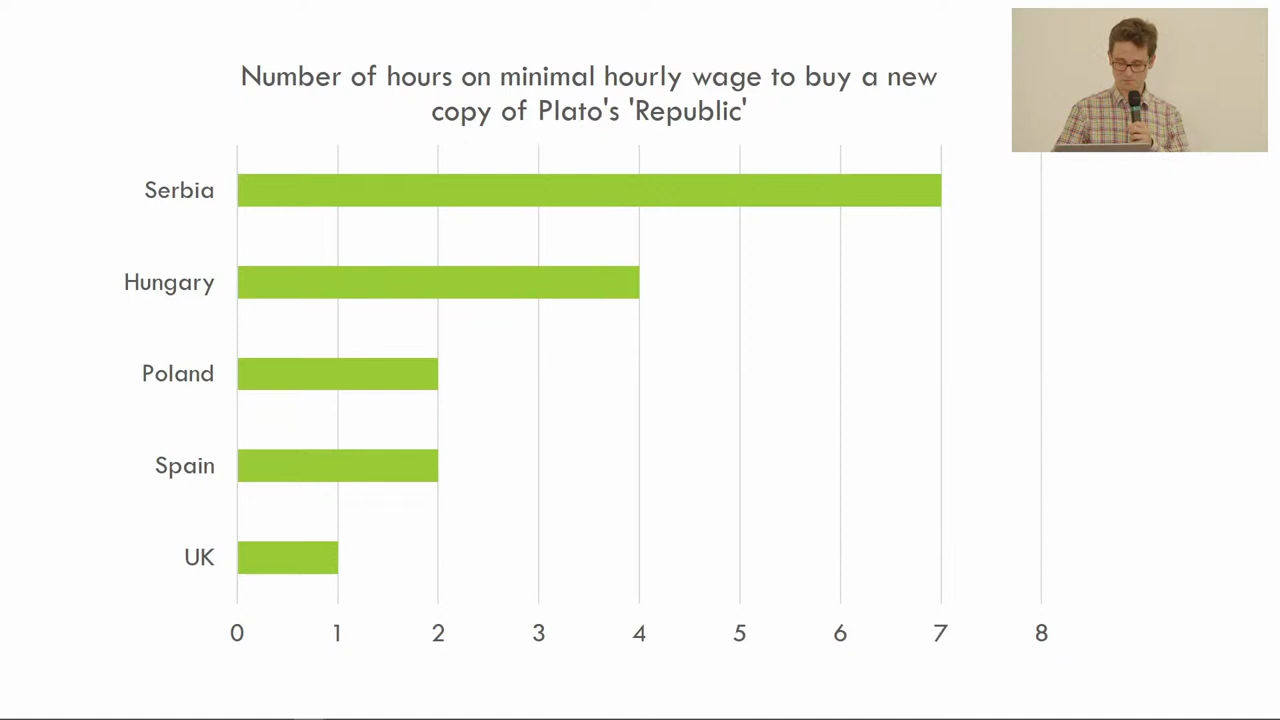 Number of hours on minimal hourly wage to buy a new
copy of Plato's 'Republic'
Serbia
Hungary
Poland
Spain
UK
0 1 2 3 4 5 6 7 8